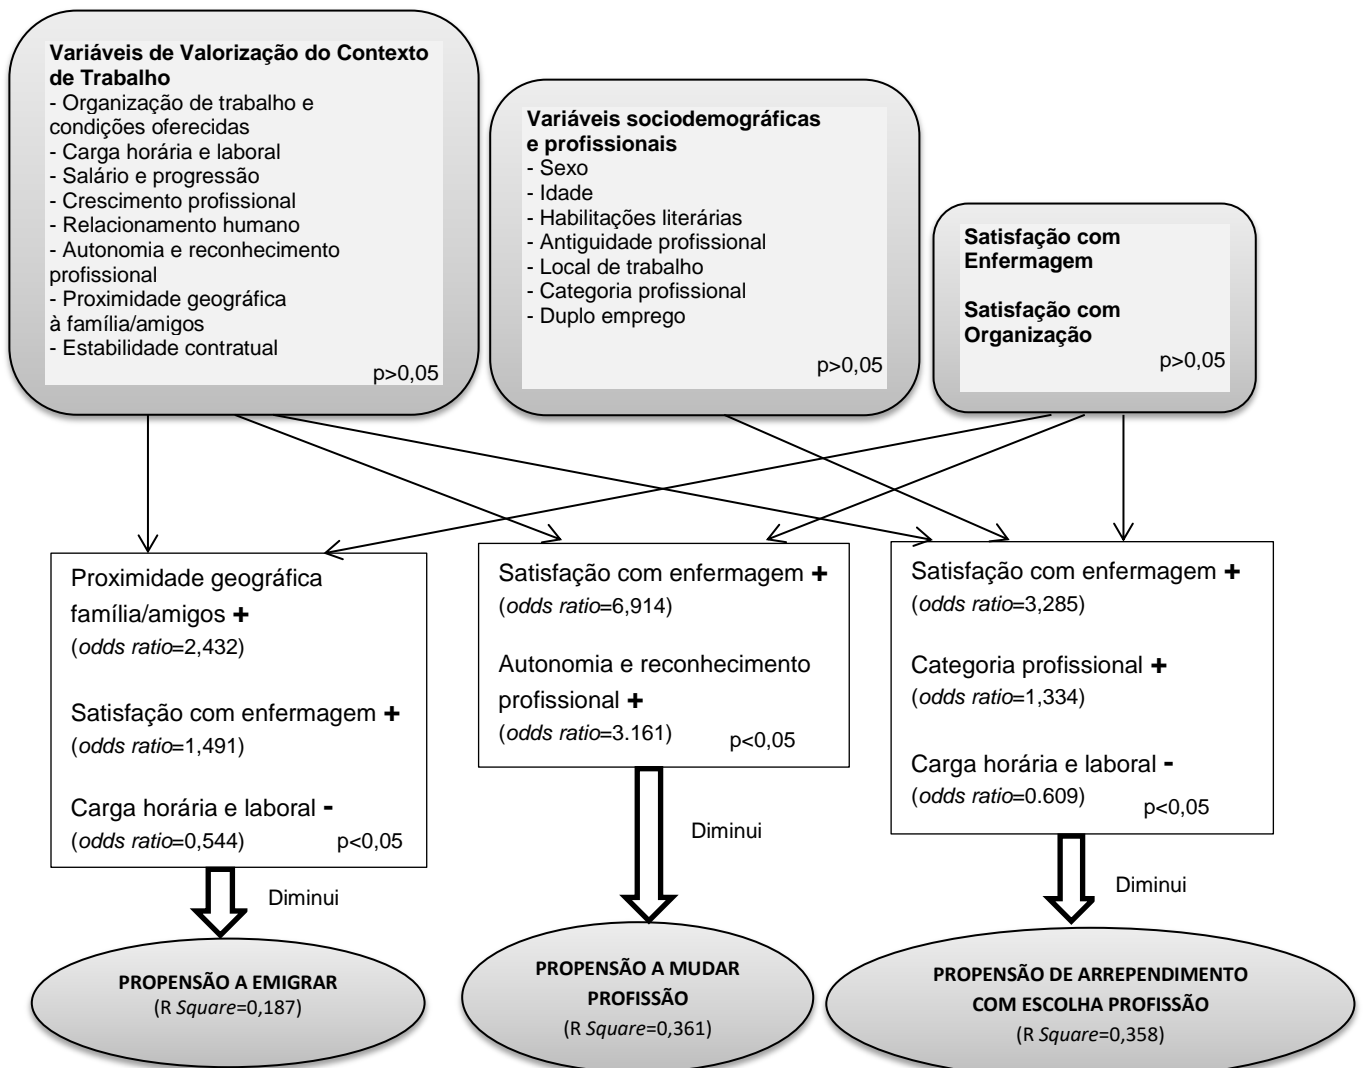 Variáveis de Valorização do Contexto
de Trabalho
- Organização de trabalho e
condições oferecidas
- Carga horária e laboral
- Salário e progressão
- Crescimento profissional
- Relacionamento humano
- Autonomia e reconhecimento
profissional
- Proximidade geográfica
à família/amigos
- Estabilidade contratual
p>0,05
Variáveis sociodemográficas
e profissionais
- Sexo
- Idade
- Habilitações literárias
- Antiguidade profissional
- Local de trabalho
- Categoria profissional
- Duplo emprego
p>0,05
Satisfação com
Enfermagem
Satisfação com
Organização
p>0,05
Proximidade geográfica
família/amigos +
(odds ratio=2,432)
Satisfação com enfermagem +
(odds ratio=1,491)
Carga horária e laboral -
(odds ratio=0,544) p<0,05
Satisfação com enfermagem +
(odds ratio=6,914)
Autonomia e reconhecimento
profissional +
(odds ratio=3.161) p<0,05
Satisfação com enfermagem +
(odds ratio=3,285)
Categoria profissional +
(odds ratio=1,334)
Carga horária e laboral -
(odds ratio=0.609) p<0,05
Diminui
Diminui
Diminui
PROPENSÃO A EMIGRAR
(R Square=0,187)
PROPENSÃO A MUDAR
PROFISSÃO
(R Square=0,361)
PROPENSÃO DE ARREPENDIMENTO
COM ESCOLHA PROFISSÃO
(R Square=0,358)